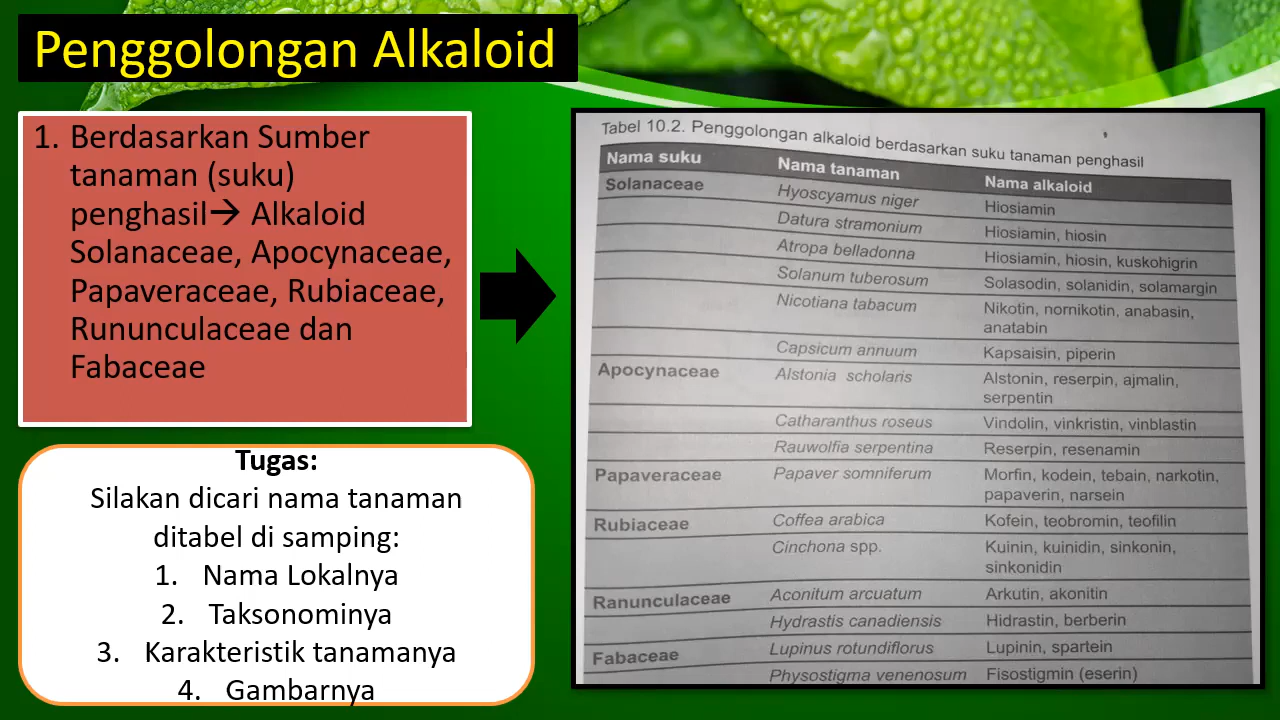 Penggolongan Alkaloid
1. Berdasarkan Sumber
tanaman (suku)
penghasil→ Alkaloid
Solanaceae, Apocynaceae,
Papaveraceae, Rubiaceae,
Rununculaceae dan
Fabaceae
Tugas:
Silakan dicari nama tanaman
ditabel di samping:
1. Nama Lokalnya
2. Taksonominya
3. Karakteristik tanamanya
4. Gambarnya
Tabel 10.2. Penggolongan alkaloid berdasarkan suku tanaman penghasil
Nama suku Nama tanaman Nama alkaloid
Solanaceae Hyoscyamus niger Hiosiamin
Datura stramonium Hiosiamin, hiosin
Atropa belladonna Hiosiamin, hiosin, kuskohigrin
Solanum tuberosum Solasodin, solanidin, solamargin
Nicotiana tabacum Nikotin, nornikotin, anabasin,
anatabin
Capsicum annuum Kapsaisin, piperin
Apocynaceae Alstonia scholaris Alstonin, reserpin, ajmalin,
serpentin
Catharanthus roseus Vindolin, vinkristin, vinblastin
Rauwolfia serpentina Reserpin, resenamin
Papaveraceae Papaver somniferum Morfin, kodein, tebain, narkotin,
papaverin, narsein
Rubiaceae Coffea arabica Kofein, teobromin, teofilin
Cinchona spp. Kuinin, kuinidin, sinkonin,
sinkonidin
Ranunculaceae Aconitum arcuatum Arkutin, akonitin
Hydrastis canadiensis Hidrastin, berberin
Fabaceae Lupinus rotundiflorus Lupinin, spartein
Physostigma venenosum Fisostigmin (eserin)